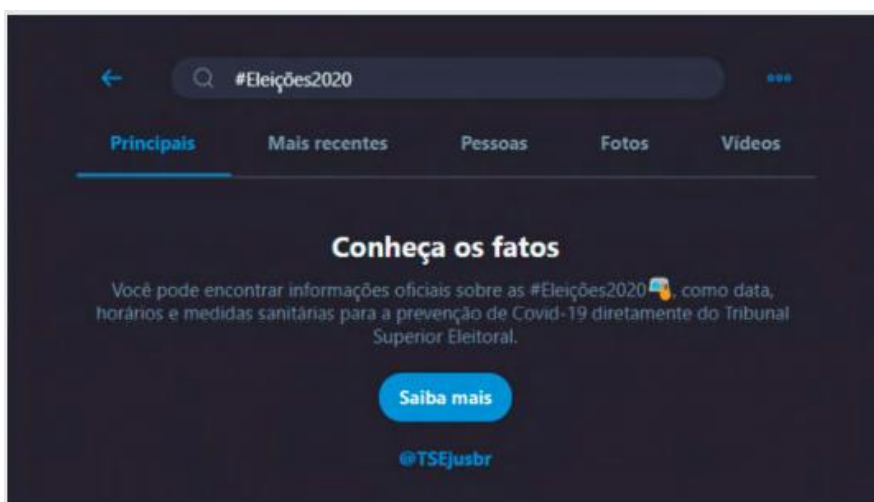 #Eleições2020
Principais Mais recentes Pessoas Fotos Vídeos
Conheça os fatos
Você pode encontrar informações oficiais sobre as #Eleições2020, como data,
horários e medidas sanitárias para a prevenção de Covid-19 diretamente do Tribunal
Superior Eleitoral.
Saiba mais
@TSEjusbr